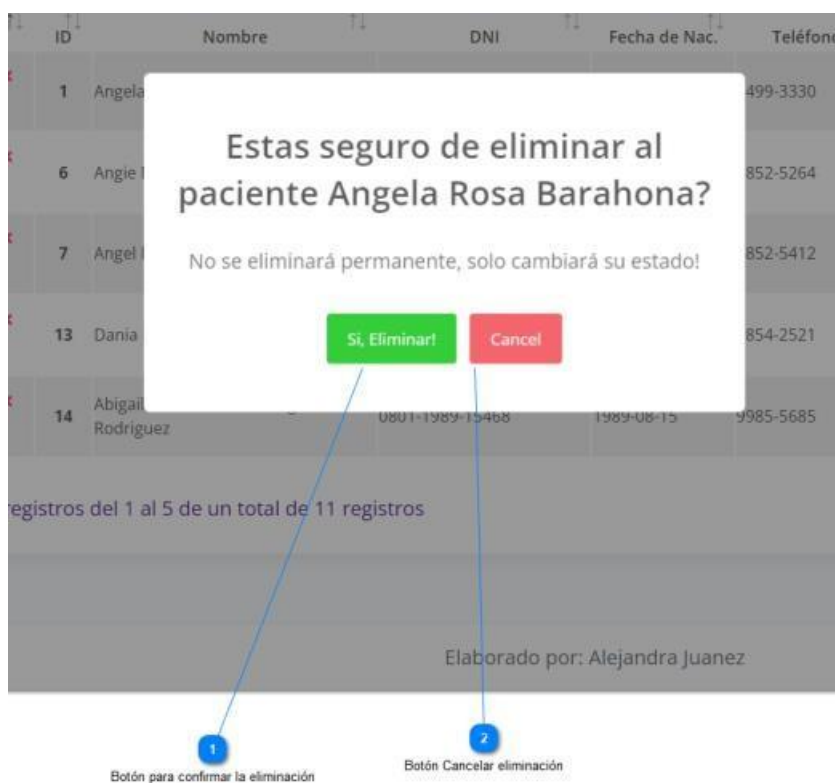 ID Nombre DNI Fecha de Nac. Teléfono
1 Angela 499-3330
Estas seguro de eliminar al
paciente Angela Rosa Barahona?
6 Angie 852-5264
No se eliminará permanente, solo cambiará su estado!
7 Angel 852-5412
13 Dania 854-2521
Si, Eliminar! Cancel
Abigail
14 0801-1989-15468 1989-08-15 9985-5685
Rodriguez
registros del 1 al 5 de un total de 11 registros
Elaborado por: Alejandra Juanez
1 2
Botón para confirmar la eliminación Botón Cancelar eliminación